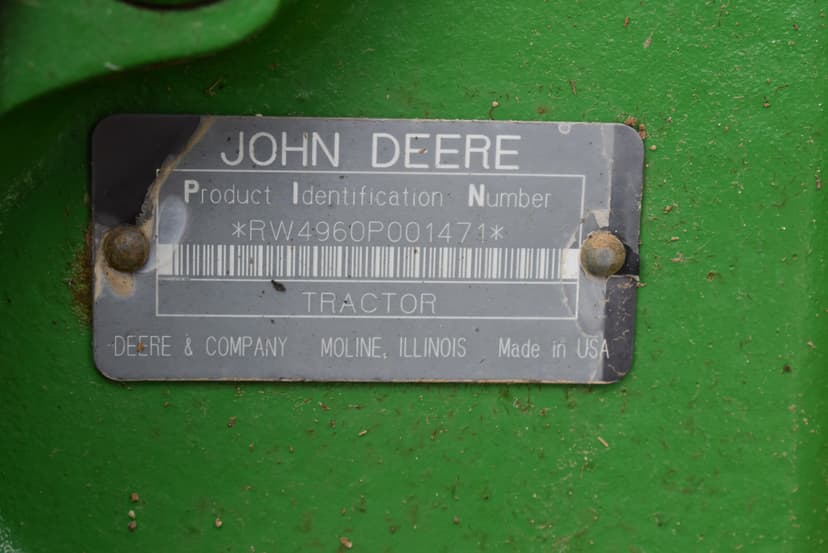 JOHN DEERE
Product Identification Number
*RW4960P001471*
TRACTOR
DEERE & COMPANY MOLINE, ILLINOIS Made in USA